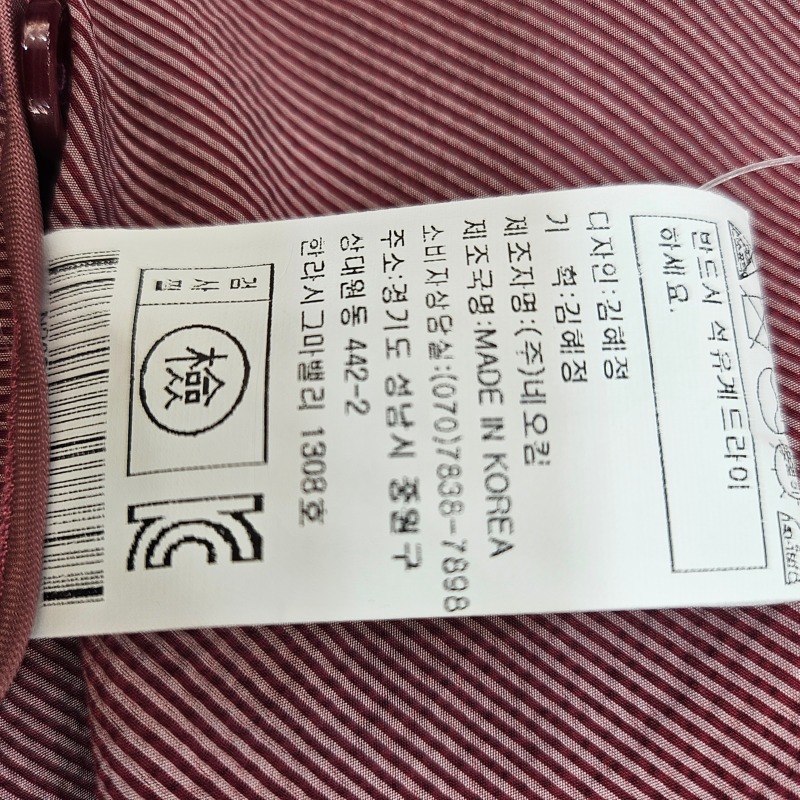 반드시 석유계드라이
하세요.
디자인:김혜정
기 획:김혜정
제조자명:(주)네오킴
제조국명:MADE IN KOREA
소비자상담실:(070)7838-7898
주소:경기도 성남시 중원구
상대원동 442-2
한라시그마밸리 1308호
검사필
檢
KC